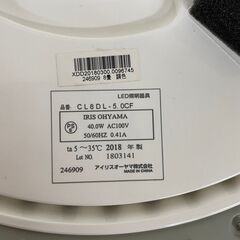 XDD20180300.0096745
246909 8畳 調色
LED照明器具
品番: CL8DL-5.0CF
IRIS OHYAMA
40.0W AC100V
50/60HZ 0.41A
ta 5～35℃ 2018 年製
Lot NO. 1803141
246909
アイリスオーヤマ株式会社
MADE IN CHINA